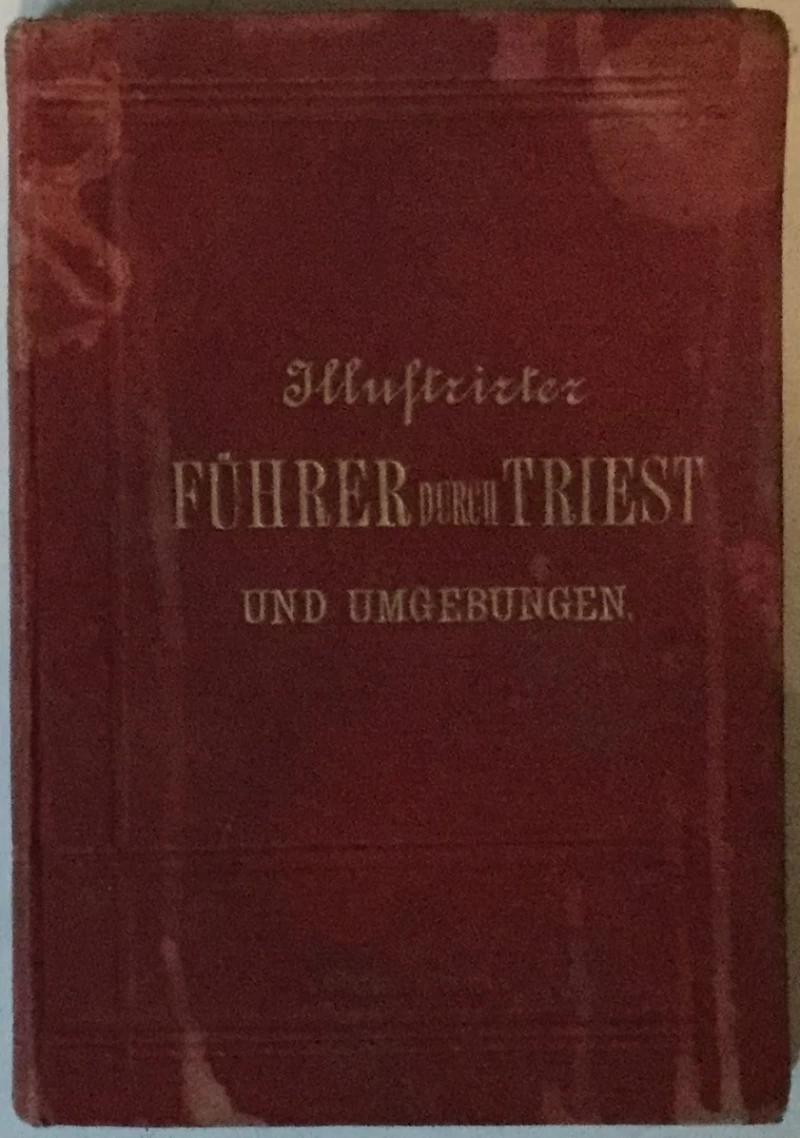 Illustrirter
FÜHRER DURCH TRIEST
UND UMGEBUNGEN.